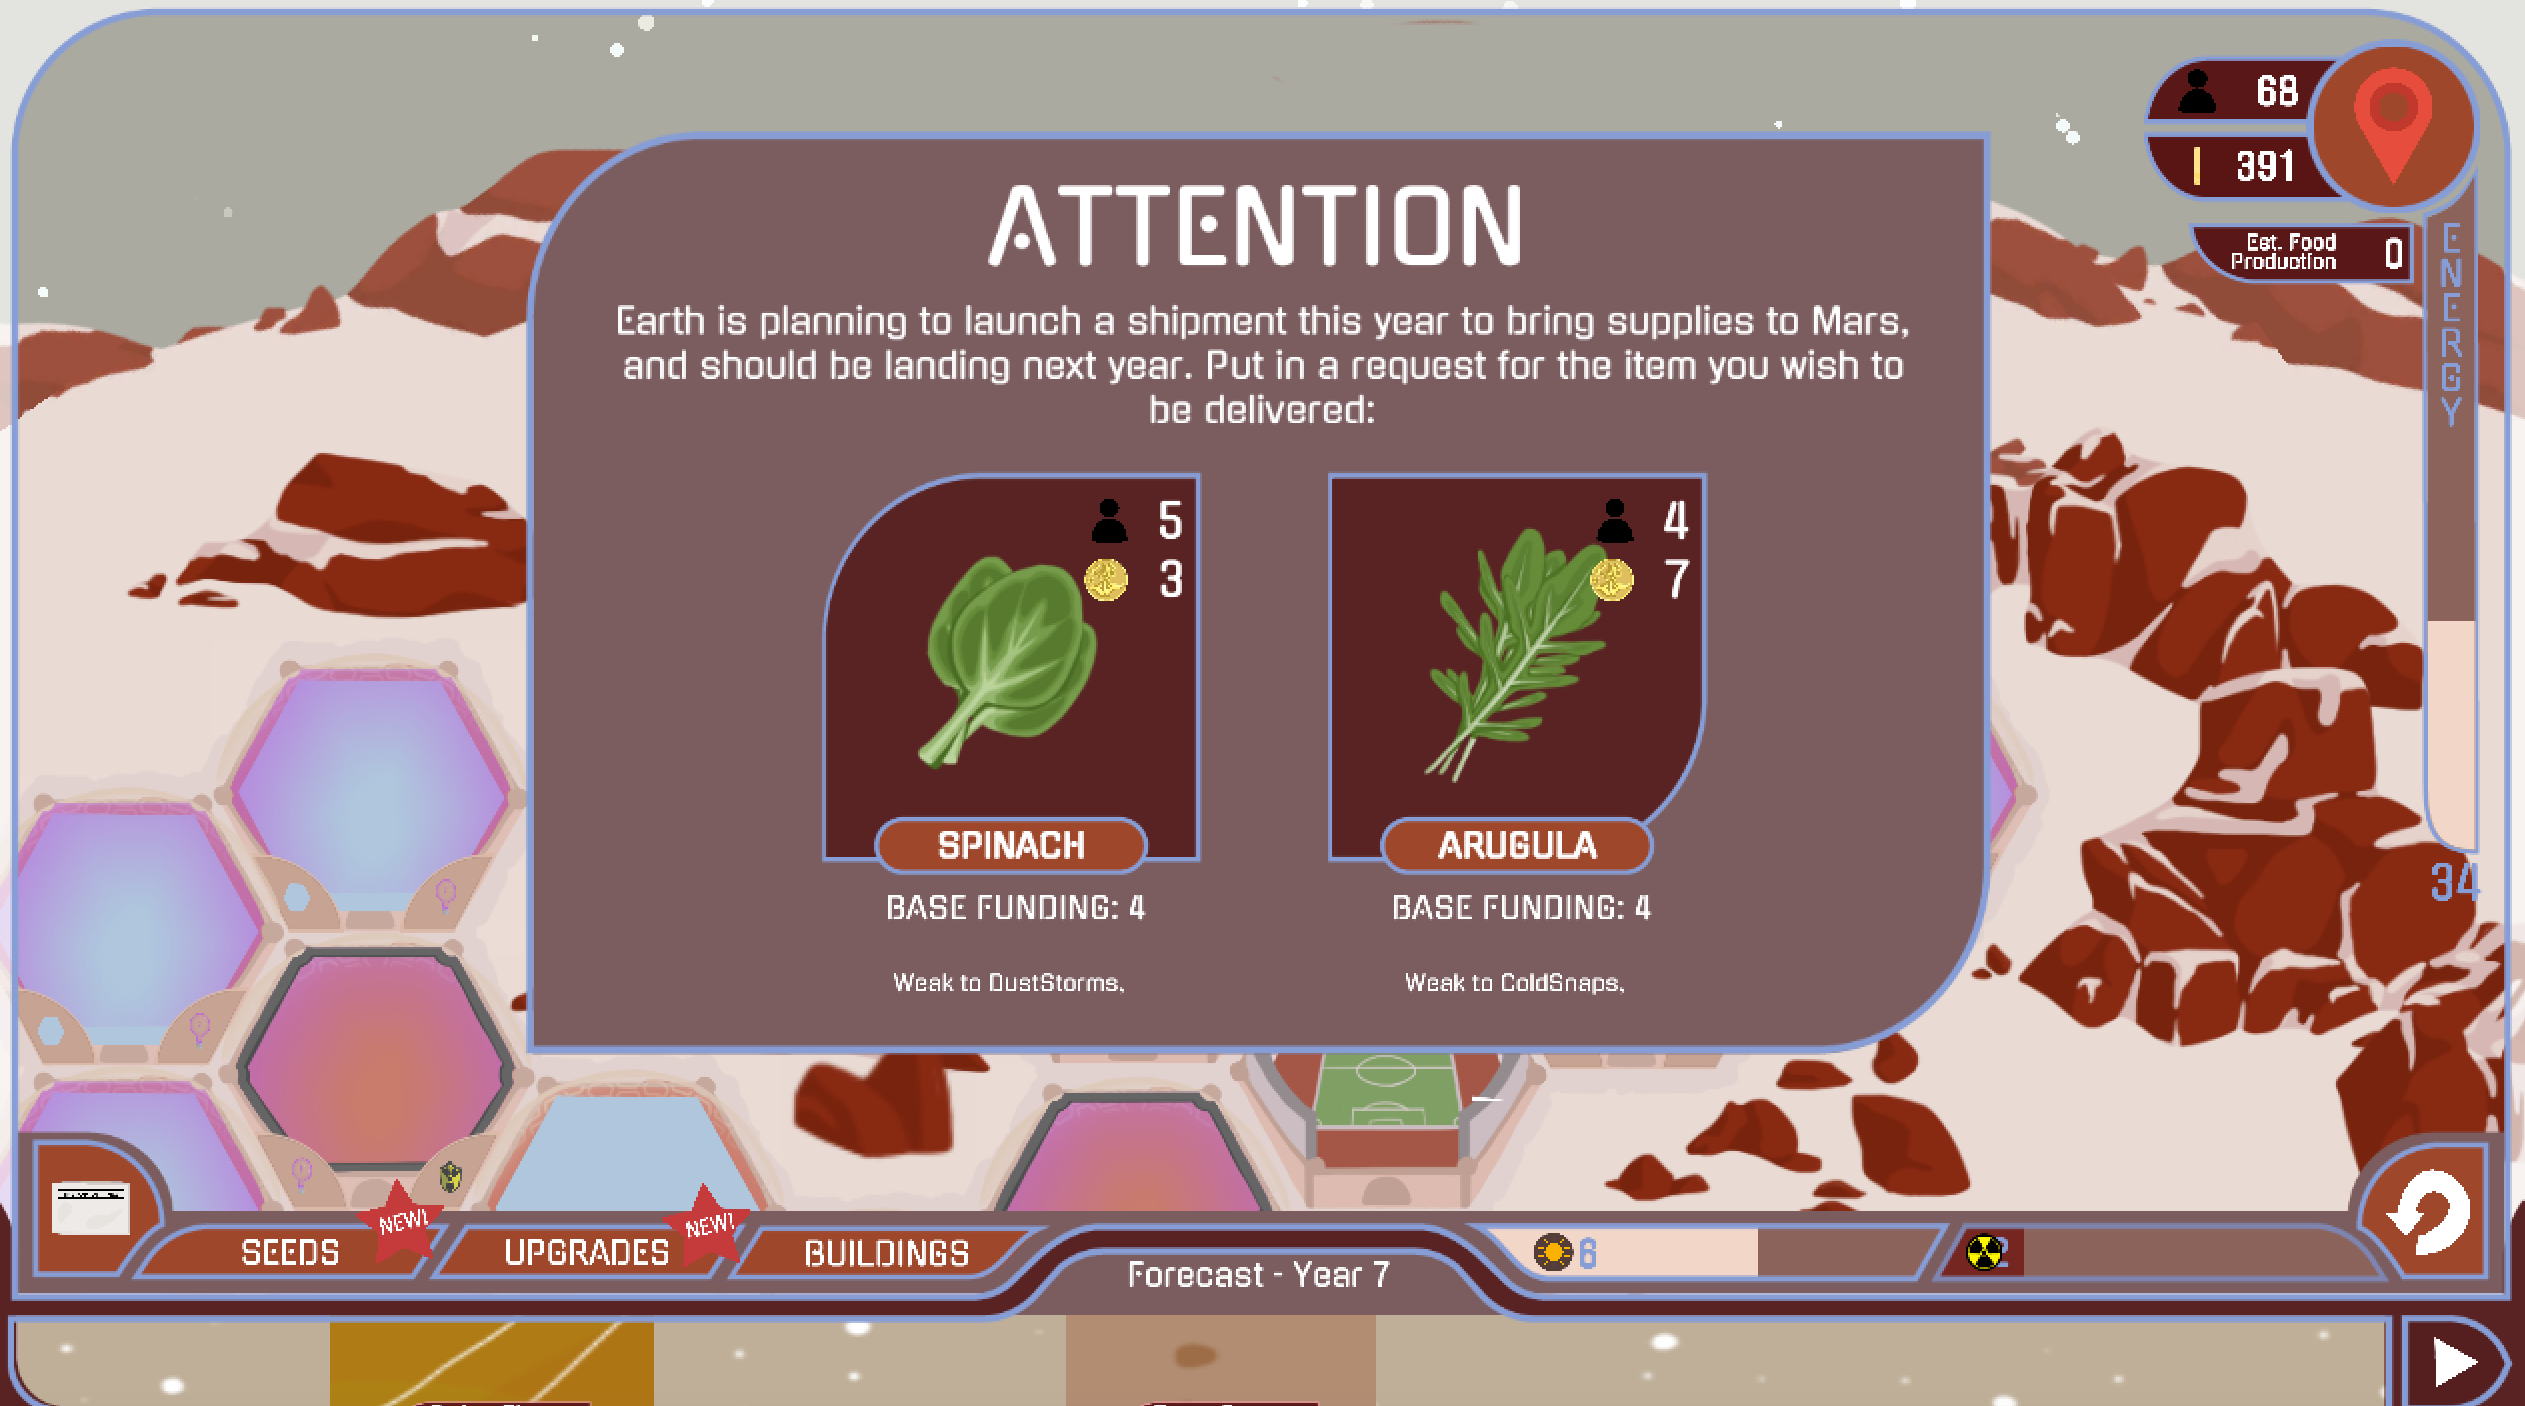 68
391
Est. Food
Production 0
ENERGY
34
ATTENTION
Earth is planning to launch a shipment this year to bring supplies to Mars,
and should be landing next year. Put in a request for the item you wish to
be delivered:
5
3
SPINACH
BASE FUNDING: 4
Weak to DustStorms,
4
7
ARUGULA
BASE FUNDING: 4
Weak to ColdSnaps,
SEEDS
NEW!
UPGRADES
NEW!
BUILDINGS
Forecast - Year 7
6
2